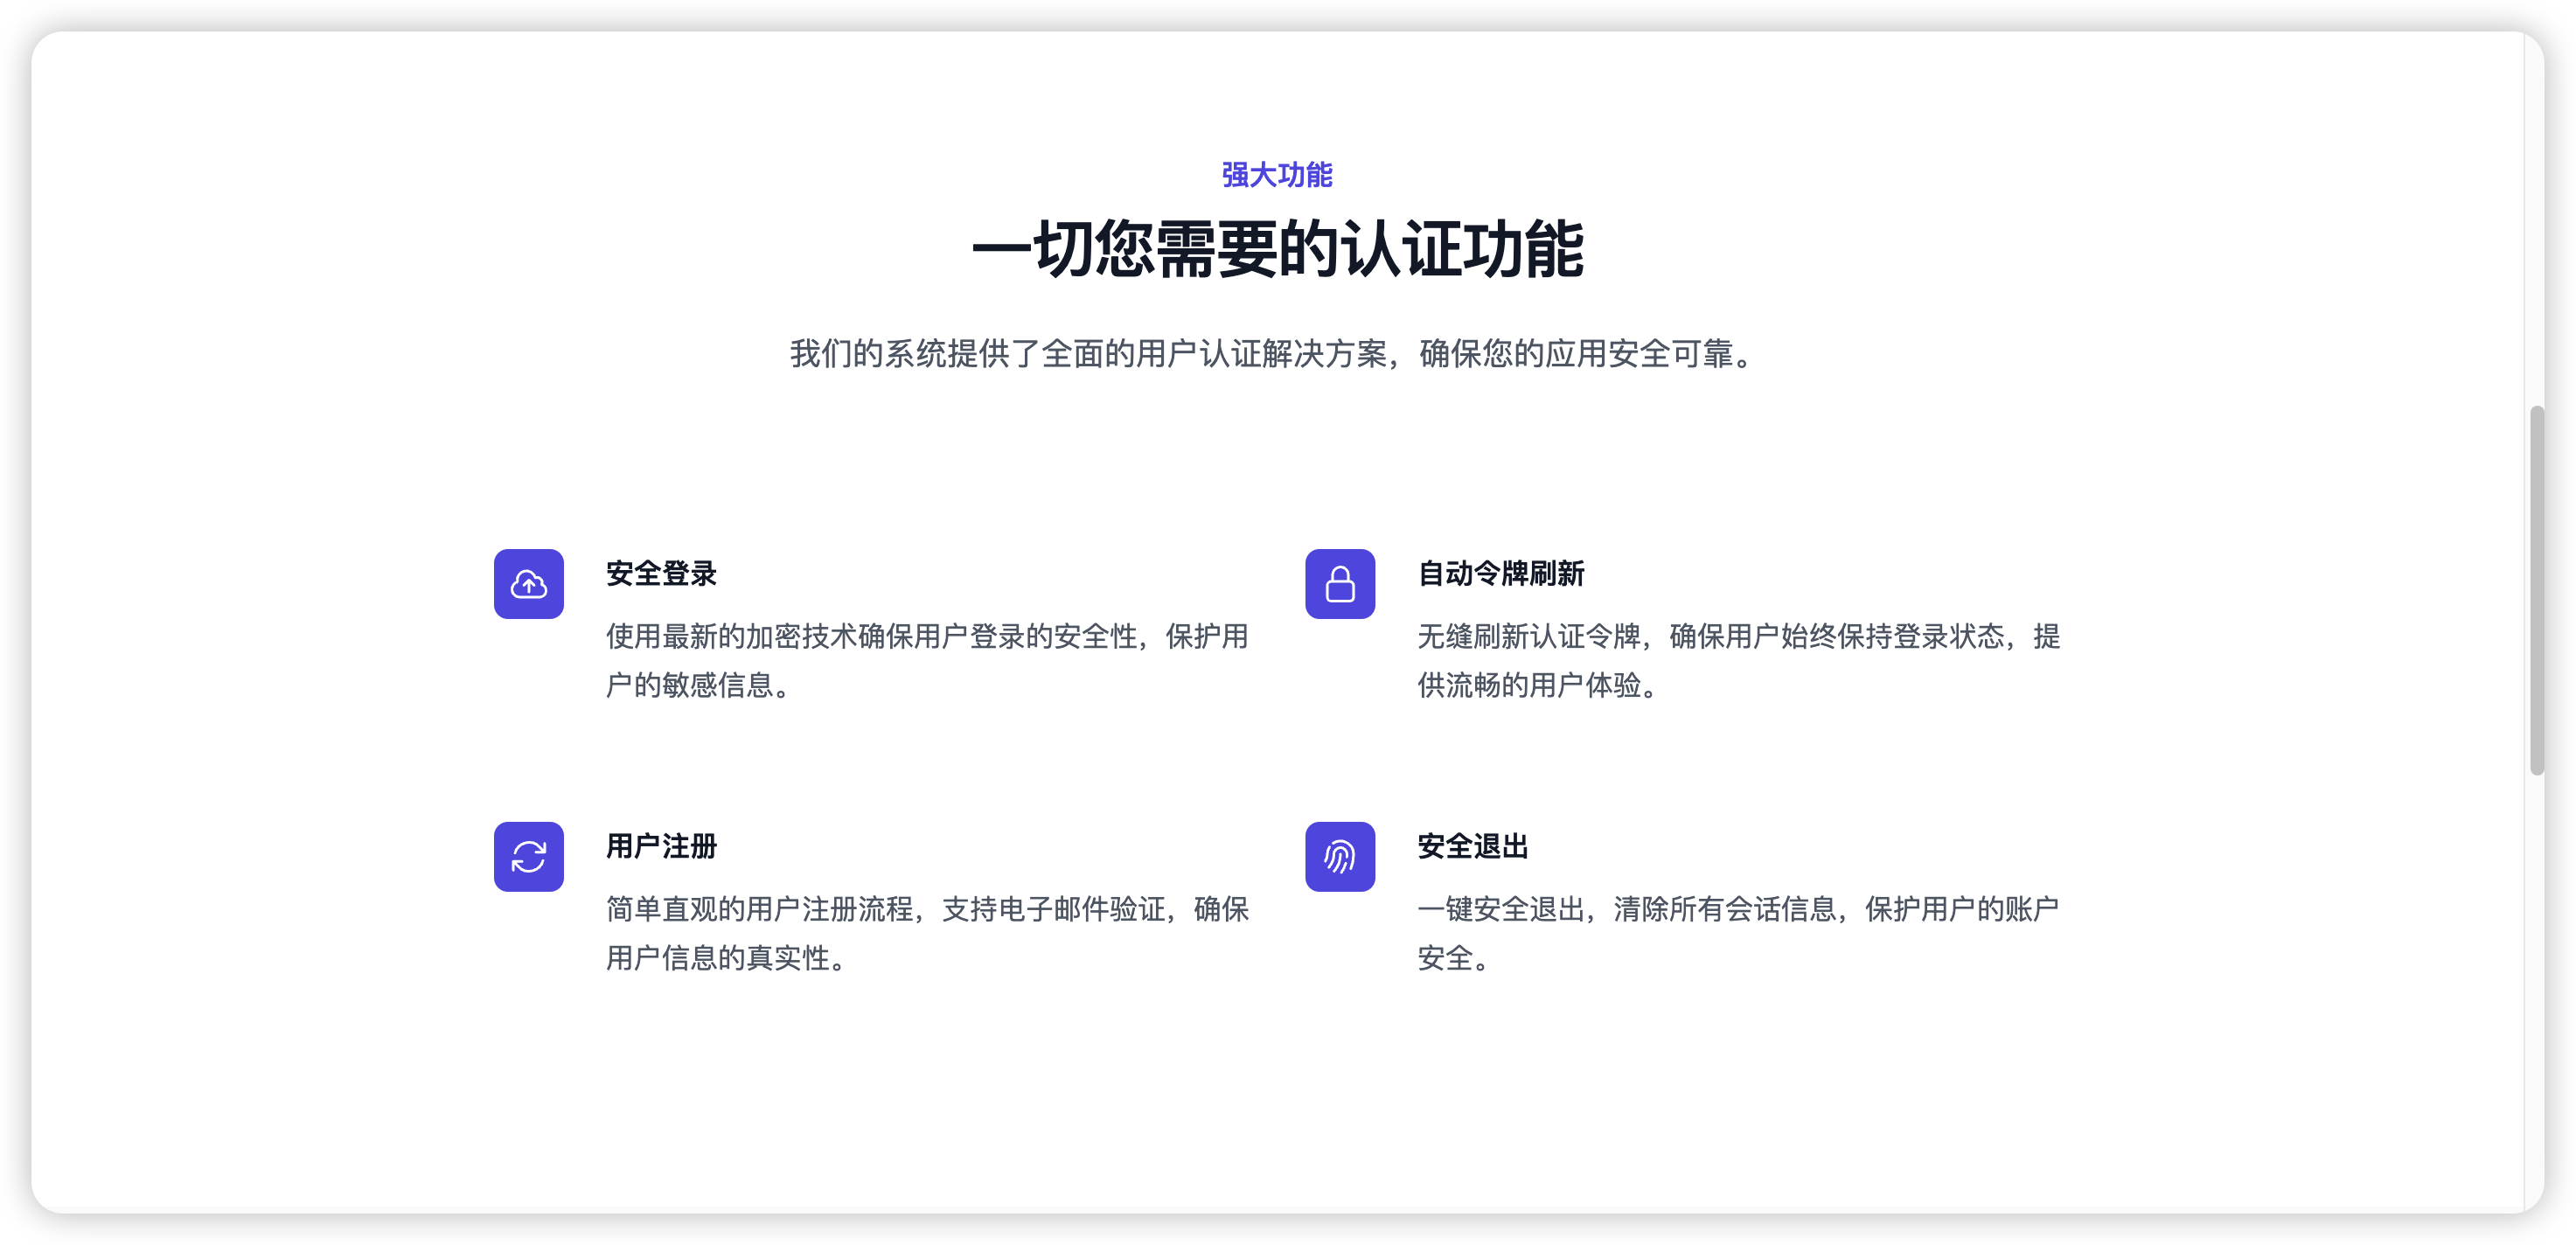 强大功能
一切您需要的认证功能
我们的系统提供了全面的用户认证解决方案，确保您的应用安全可靠。
安全登录
使用最新的加密技术确保用户登录的安全性，保护用
户的敏感信息。
自动令牌刷新
无缝刷新认证令牌，确保用户始终保持登录状态，提
供流畅的用户体验。
用户注册
简单直观的用户注册流程，支持电子邮件验证，确保
用户信息的真实性。
安全退出
一键安全退出，清除所有会话信息，保护用户的账户
安全。